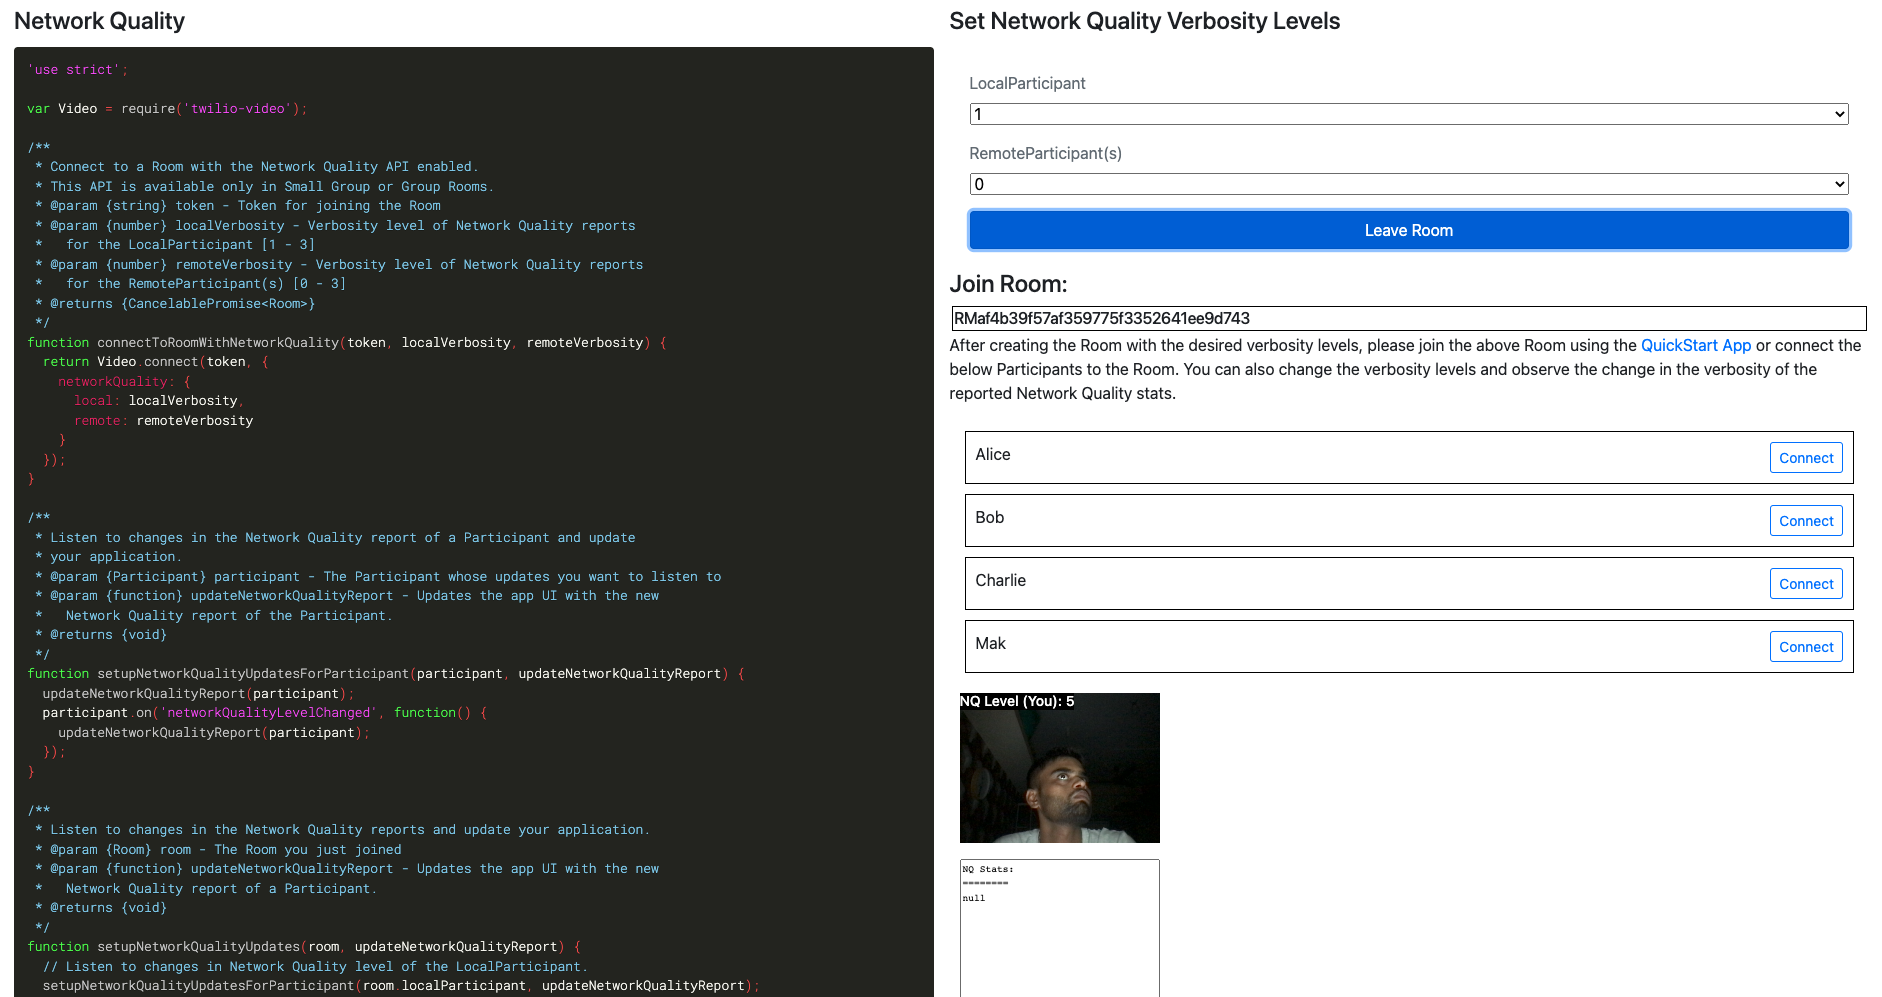 Network Quality
'use strict';
var Video = require('twilio-video');
/**
 * Connect to a Room with the Network Quality API enabled.
 * This API is available only in Small Group or Group Rooms.
 * @param {string} token - Token for joining the Room
 * @param {number} localVerbosity - Verbosity level of Network Quality reports
 *   for the LocalParticipant [1 - 3]
 * @param {number} remoteVerbosity - Verbosity level of Network Quality reports
 *   for the RemoteParticipant(s) [0 - 3]
 * @returns {CancelablePromise<Room>}
 */
function connectToRoomWithNetworkQuality(token, localVerbosity, remoteVerbosity) {
  return Video.connect(token, {
    networkQuality: {
      local: localVerbosity,
      remote: remoteVerbosity
    }
  });
}
/**
 * Listen to changes in the Network Quality report of a Participant and update
 * your application.
 * @param {Participant} participant - The Participant whose updates you want to listen to
 * @param {function} updateNetworkQualityReport - Updates the app UI with the new
 *   Network Quality report of the Participant.
 * @returns {void}
 */
function setupNetworkQualityUpdatesForParticipant(participant, updateNetworkQualityReport) {
  updateNetworkQualityReport(participant);
  participant.on('networkQualityLevelChanged', function() {
    updateNetworkQualityReport(participant);
  });
}
/**
 * Listen to changes in the Network Quality reports and update your application.
 * @param {Room} room - The Room you just joined
 * @param {function} updateNetworkQualityReport - Updates the app UI with the new
 *   Network Quality report of a Participant.
 * @returns {void}
 */
function setupNetworkQualityUpdates(room, updateNetworkQualityReport) {
  // Listen to changes in Network Quality level of the LocalParticipant.
  setupNetworkQualityUpdatesForParticipant(room.localParticipant, updateNetworkQualityReport);
Set Network Quality Verbosity Levels
LocalParticipant
1
RemoteParticipant(s)
0
Leave Room
Join Room:
RMaf4b39f57af359775f3352641ee9d743
After creating the Room with the desired verbosity levels, please join the above Room using the QuickStart App or connect the
below Participants to the Room. You can also change the verbosity levels and observe the change in the verbosity of the
reported Network Quality stats.
Alice Connect
Bob Connect
Charlie Connect
Mak Connect
NQ Level (You): 5
NQ Stats:
========
null